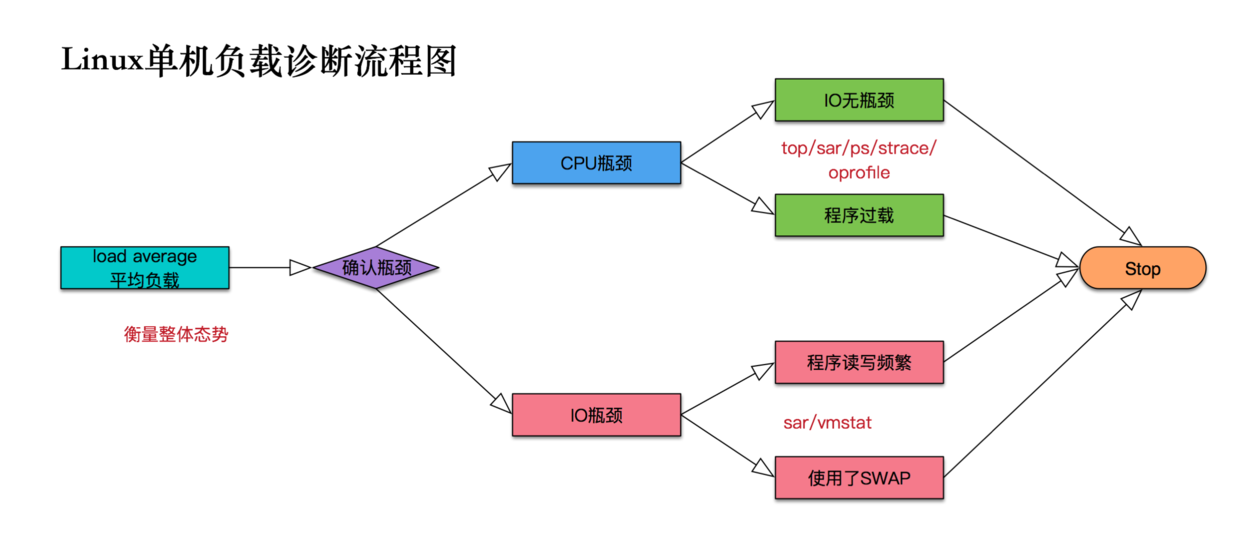 Linux单机负载诊断流程图
IO无瓶颈
top/sar/ps/strace/
oprofile
CPU瓶颈
程序过载
load average
平均负载
确认瓶颈
Stop
衡量整体态势
程序读写频繁
IO瓶颈
sar/vmstat
使用了SWAP